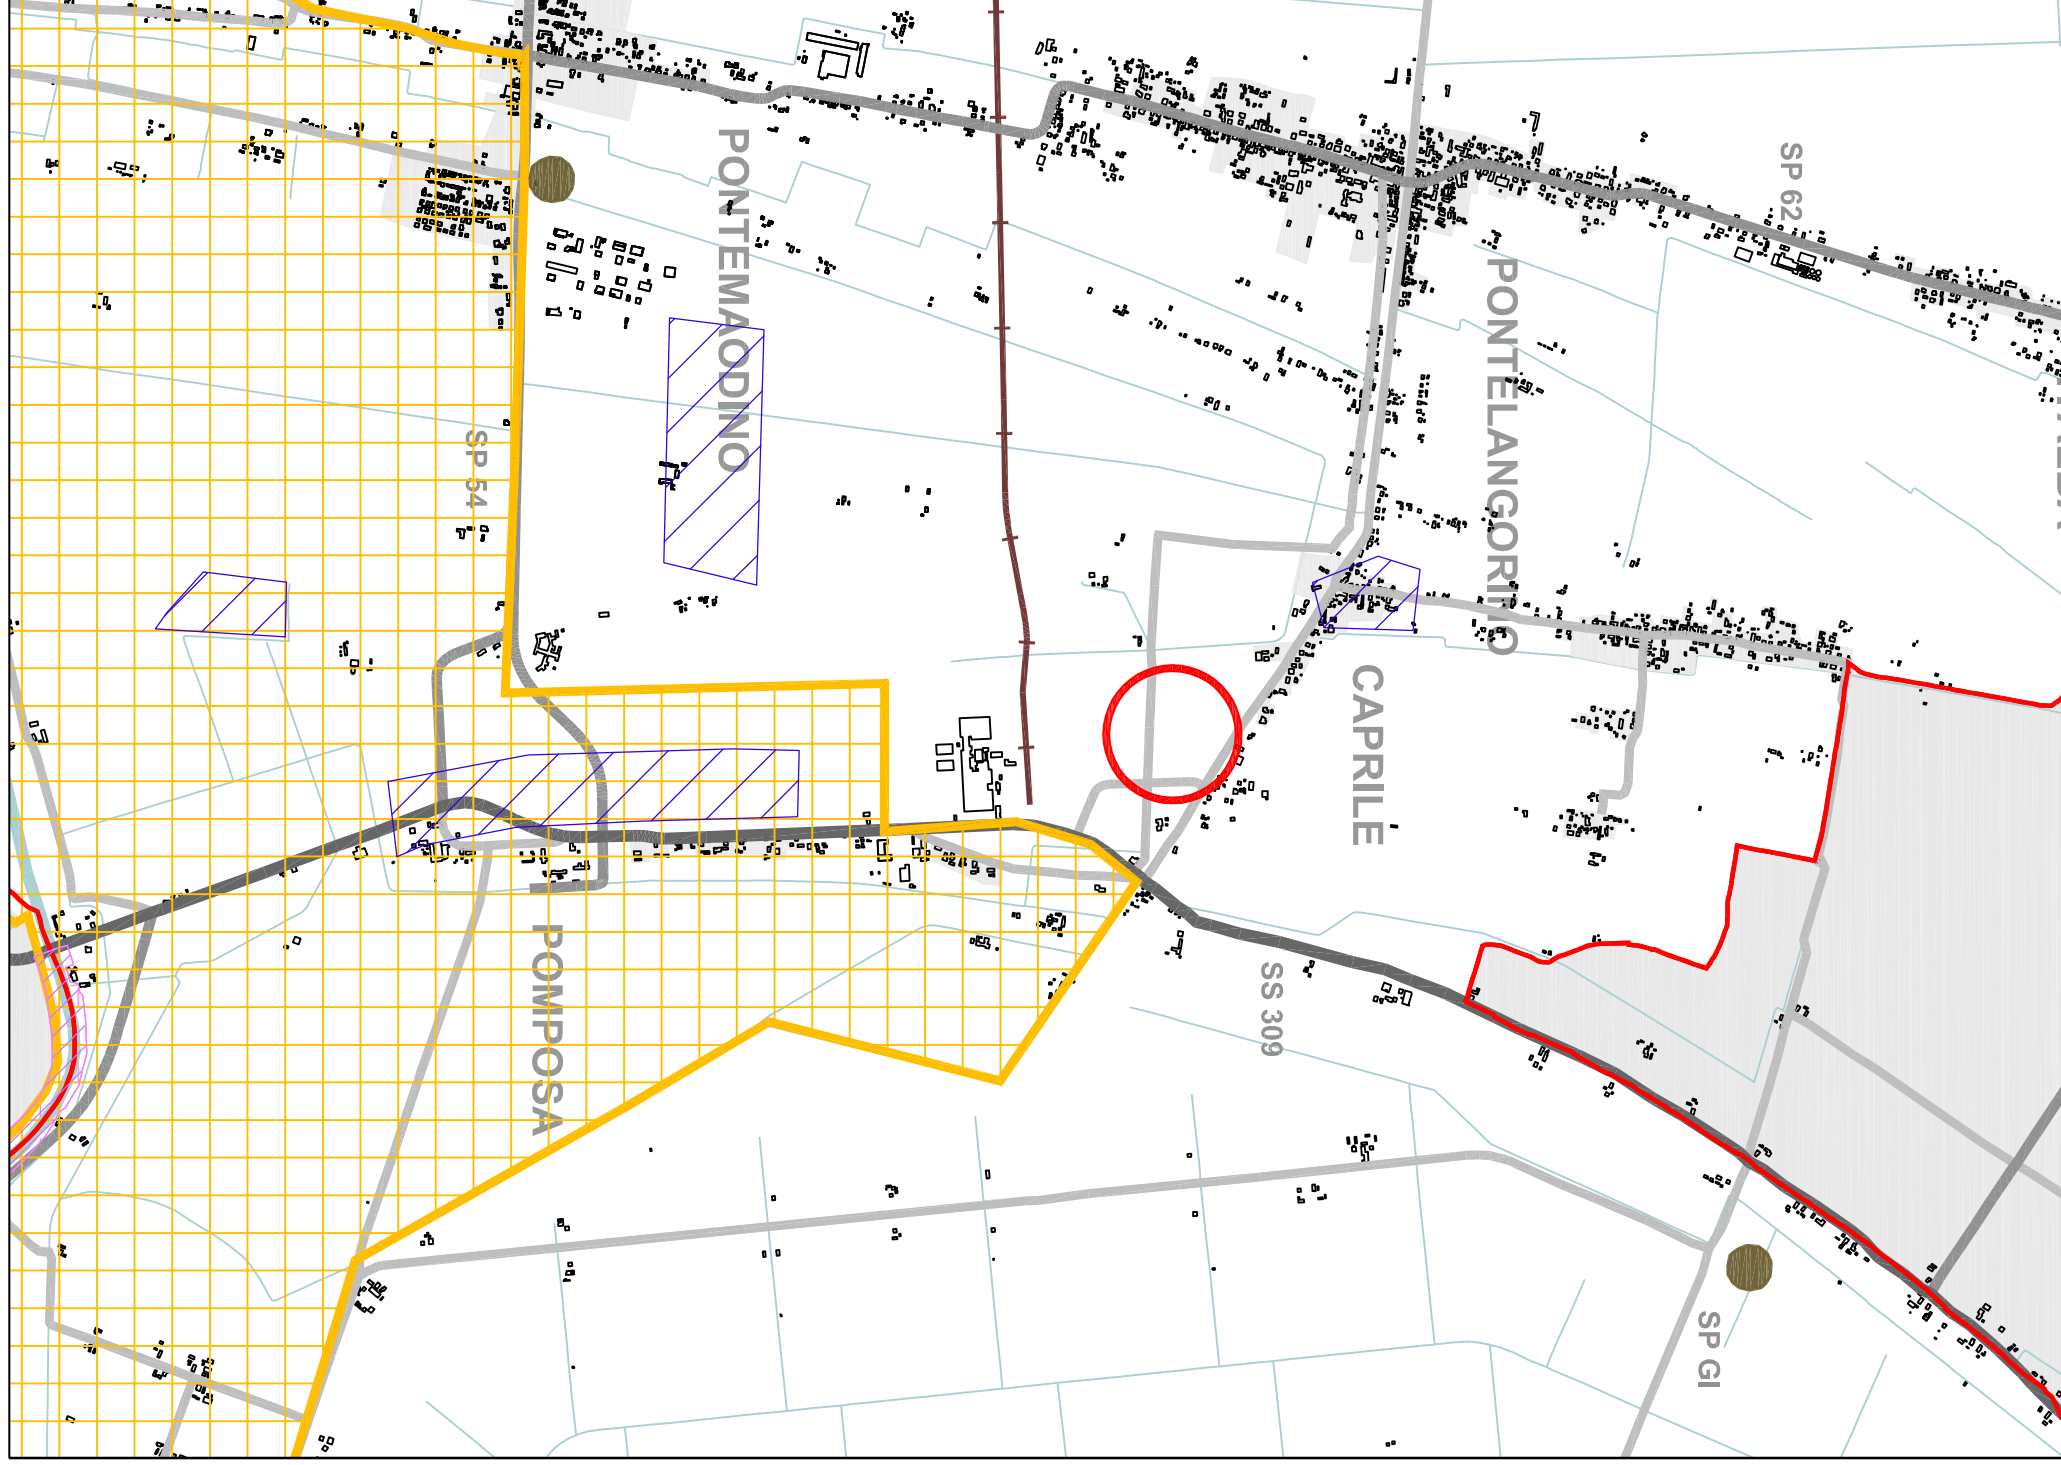 PONTEMAODINO
SP 62
PONTELANGORINO
SP 54
CAPRILE
POMPOSA
SS 309
SP GI